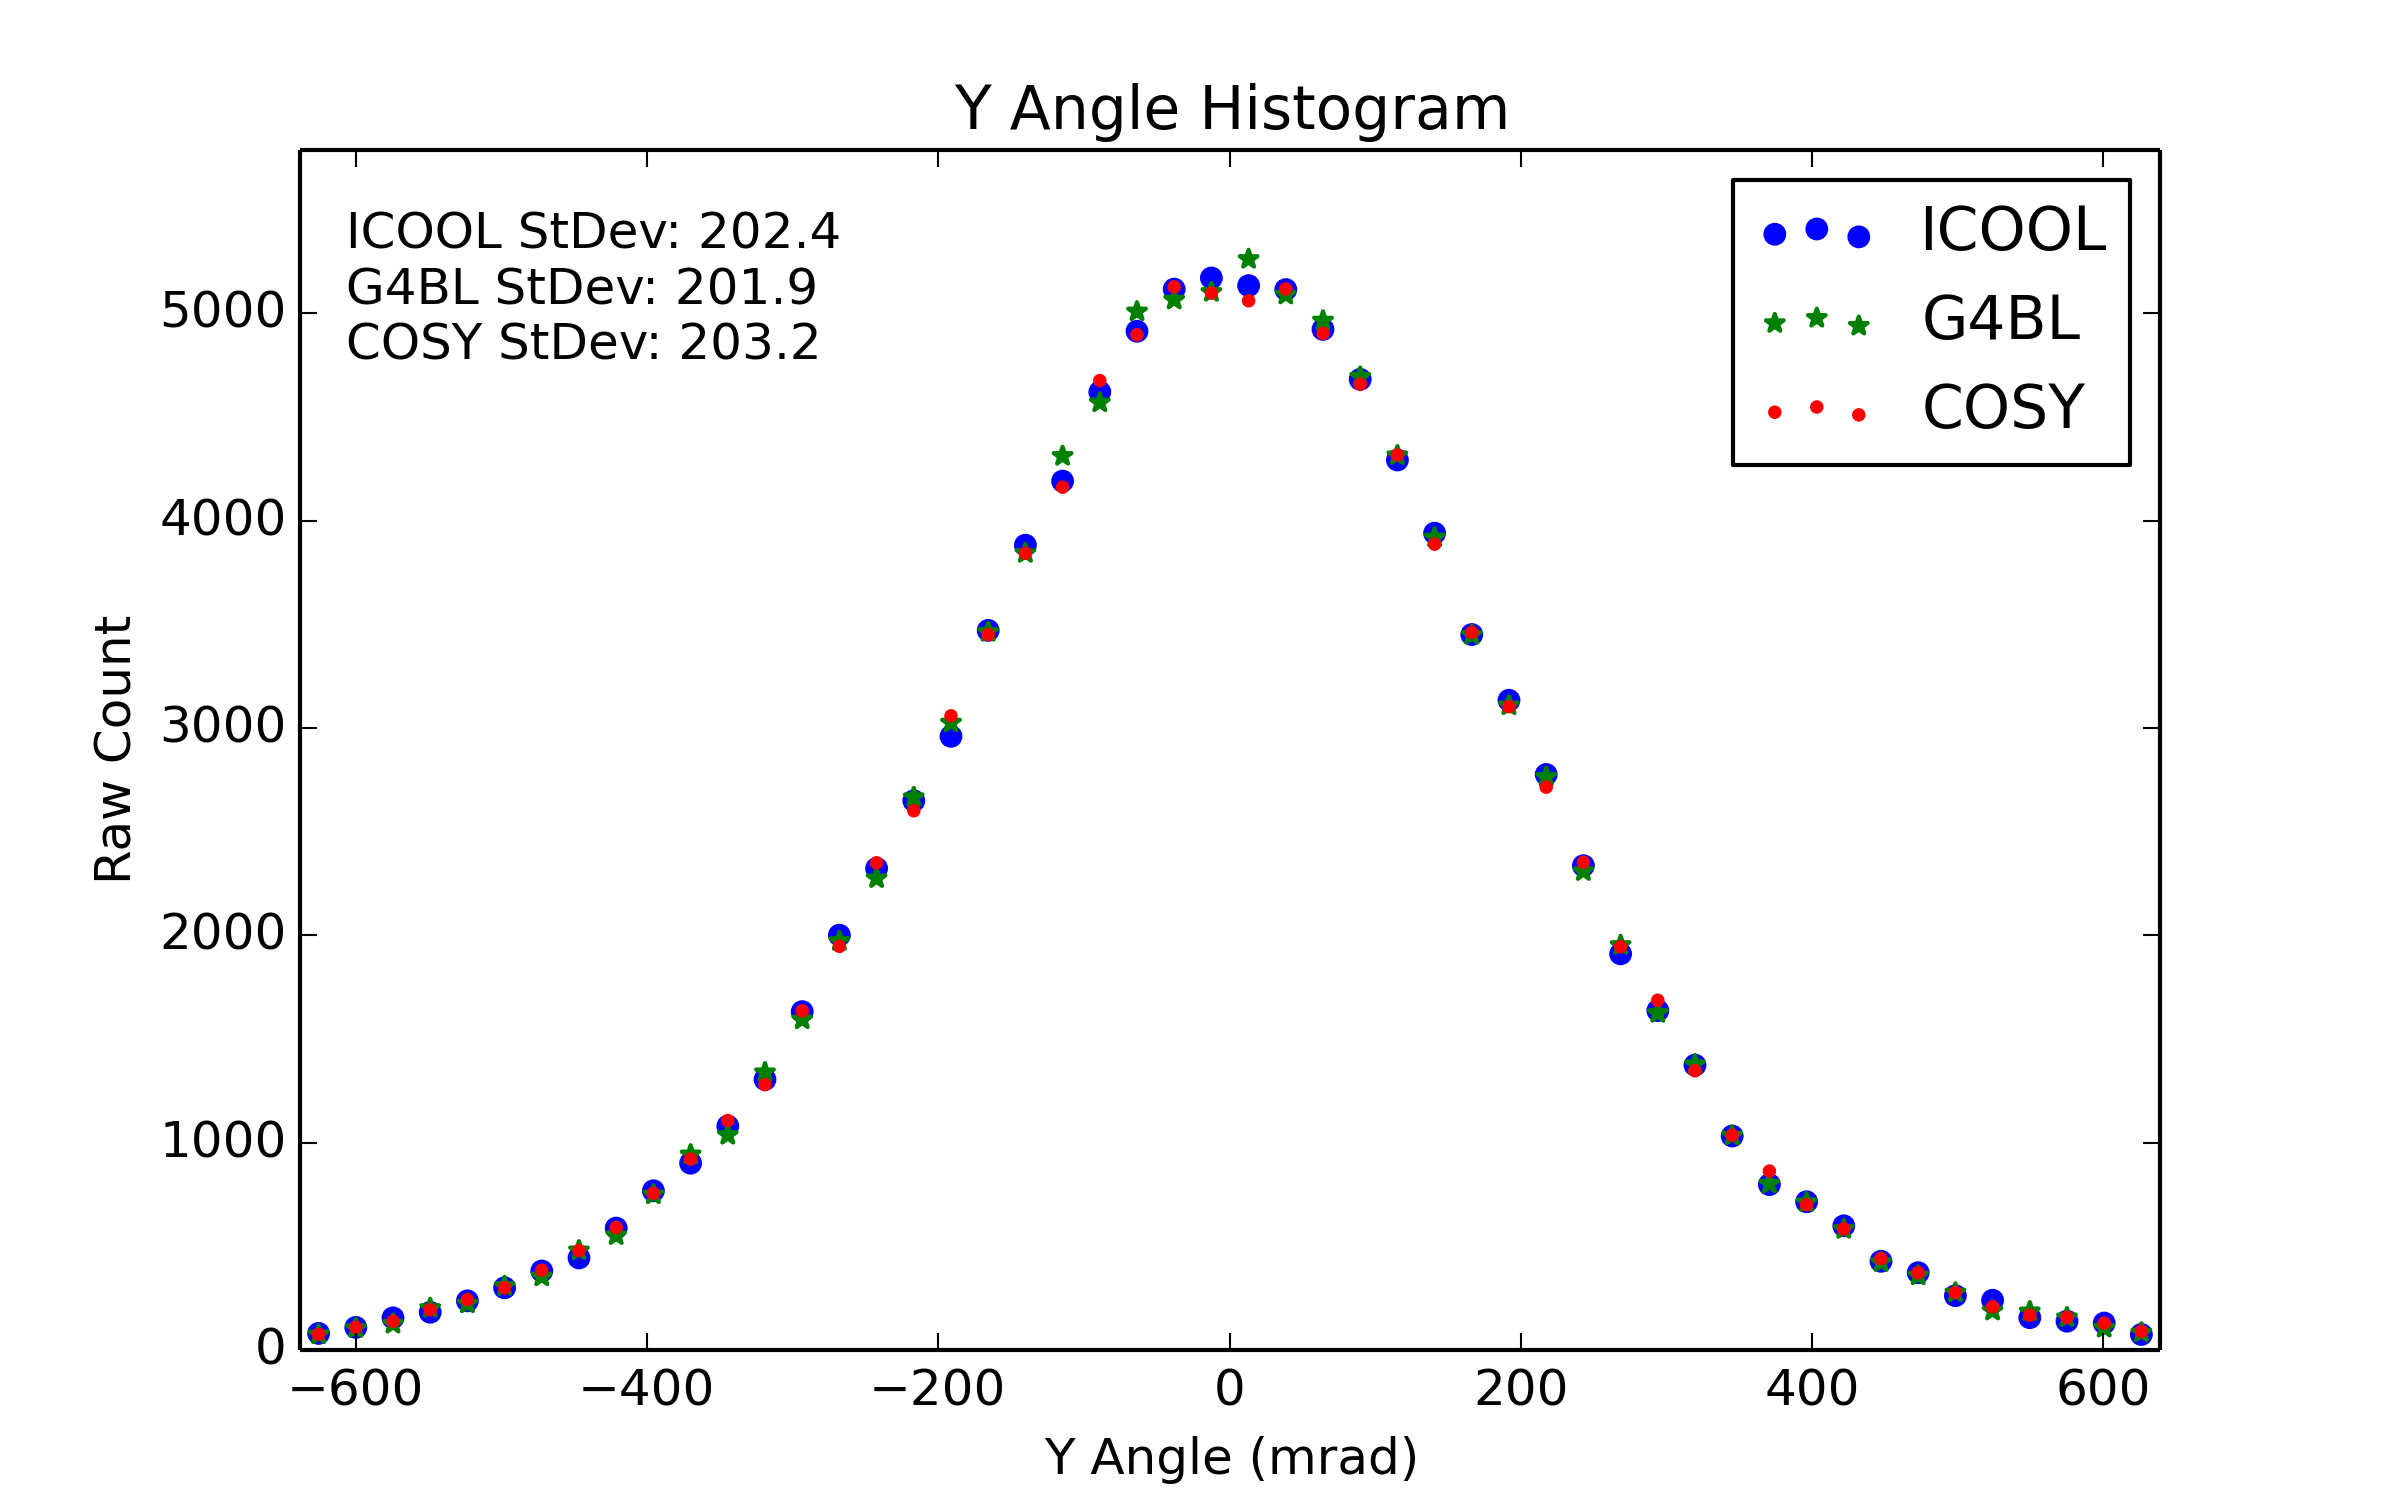 Y Angle Histogram
ICOOL StDev: 202.4
G4BL StDev: 201.9
COSY StDev: 203.2
ICOOL
G4BL
COSY
Raw Count
5000
4000
3000
2000
1000
0
−600 −400 −200 0 200 400 600
Y Angle (mrad)